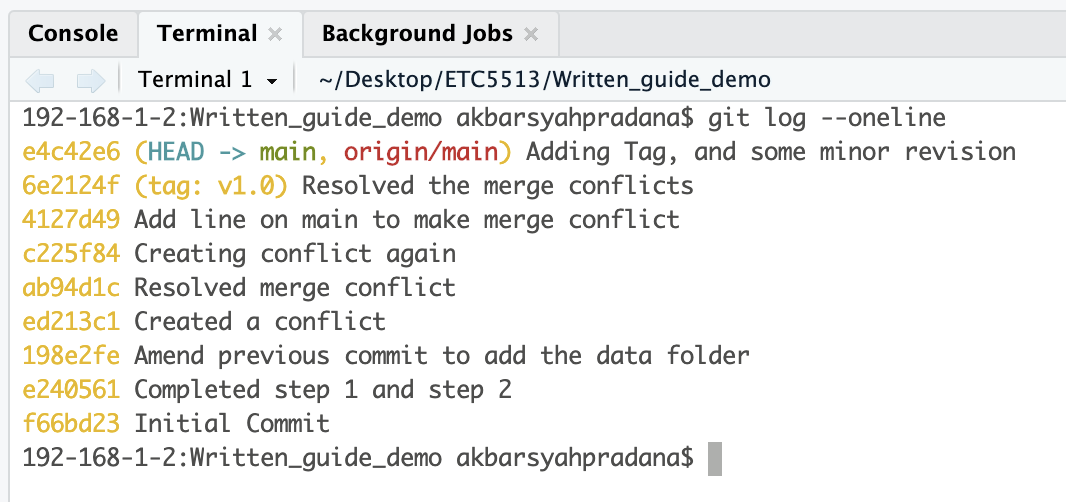 Console Terminal × Background Jobs ×
Terminal 1 ~/Desktop/ETC5513/Written_guide_demo
192-168-1-2:Written_guide_demo akbarsyahpradana$ git log --oneline
e4c42e6 (HEAD -> main, origin/main) Adding Tag, and some minor revision
6e2124f (tag: v1.0) Resolved the merge conflicts
4127d49 Add line on main to make merge conflict
c225f84 Creating conflict again
ab94d1c Resolved merge conflict
ed213c1 Created a conflict
198e2fe Amend previous commit to add the data folder
e240561 Completed step 1 and step 2
f66bd23 Initial Commit
192-168-1-2:Written_guide_demo akbarsyahpradana$